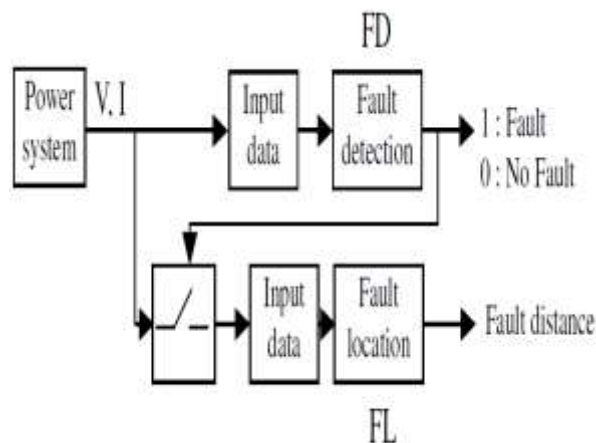 FD
Power
system
V, I
Input
data
Fault
detection
1 : Fault
0 : No Fault
Input
data
Fault
location
Fault distance
FL